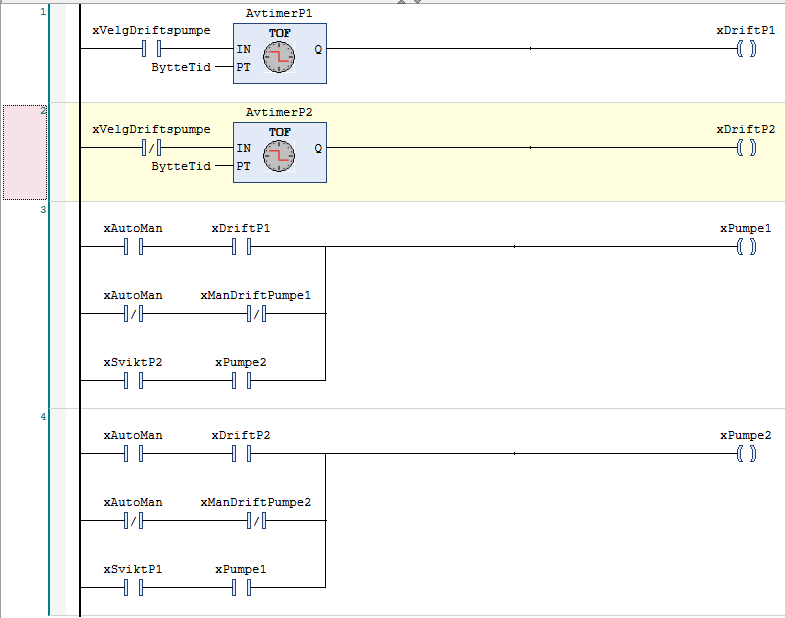 1
AvtimerP1
xVelgDriftspumpe
TOF
xDriftP1
IN
Q
ByteTid
PT
2
AvtimerP2
xVelgDriftspumpe
TOF
xDriftP2
IN
Q
BytteTid
PT
3
xAutoMan xDriftP1 xPumpe1
xAutoMan xManDriftPumpe1
xSviktP2 xPumpe2
4
xAutoMan xDriftP2 xPumpe2
xAutoMan xManDriftPumpe2
xSviktP1 xPumpe1